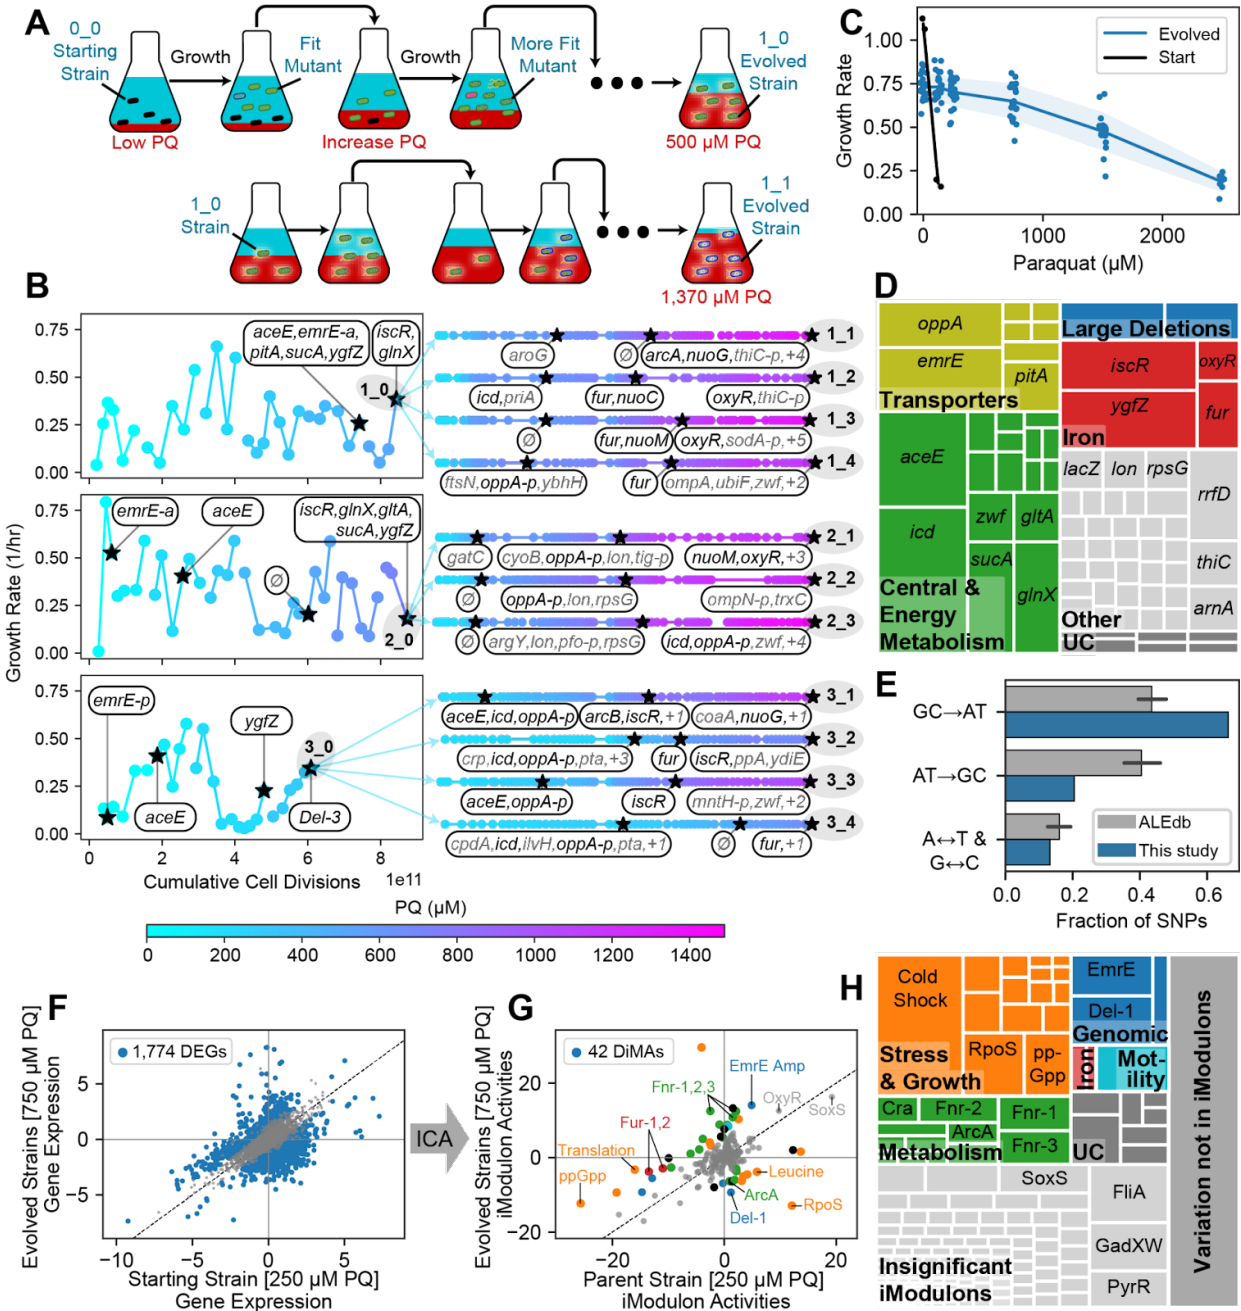 A
0_0
Starting
Strain
Growth
Fit
Mutant
Growth
More Fit
Mutant
1_0
Evolved
Strain
Low PQ
Increase PQ
500 µM PQ
1_0
Strain
1_1
Evolved
Strain
1,370 µM PQ
B
Growth Rate (1/hr)
0.75
0.50
0.25
0.00
aceE,emrE-a,
pitA,sucA,ygfZ
iscR,
glnX
1_0
aroG
∅
arcA,nuoG,thiC-p,+4
1_1
icd,priA
fur,nuoC
oxyR,thiC-p
1_2
∅
fur,nuoM
oxyR,sodA-p,+5
1_3
ftsN,oppA-p,ybhH
fur
ompA,ubiF,zwf,+2
1_4
0.75
0.50
0.25
0.00
emrE-a
aceE
∅
iscR,glnX,gltA,
sucA,ygfZ
2_0
gatC
cyoB,oppA-p,lon,tig-p
nuoM,oxyR,+3
2_1
∅
oppA-p,lon,rpsG
ompN-p,trxC
2_2
∅
argY,lon,pfo-p,rpsG
icd,oppA-p,zwf,+4
2_3
0.75
0.50
0.25
0.00
emrE-p
aceE
ygfZ
Del-3
3_0
aceE,icd,oppA-p
arcB,iscR,+1
coaA,nuoG,+1
3_1
crp,icd,oppA-p,pta,+3
fur
iscR,ppA,ydiE
3_2
aceE,oppA-p
iscR
mntH-p,zwf,+2
3_3
cpdA,icd,ilvH,oppA-p,pta,+1
∅
fur,+1
3_4
0 2 4 6 8
Cumulative Cell Divisions 1e11
PQ (µM)
0 200 400 600 800 1000 1200 1400
C
Growth Rate
1.00
0.75
0.50
0.25
0.00
Evolved
Start
0 1000 2000
Paraquat (µM)
D
oppA
emrE
pitA
Transporters
Large Deletions
iscR
oxyR
ygfZ
fur
Iron
aceE
icd
zwf
gltA
sucA
glnX
Central &
Energy
Metabolism
lacZ
lon
rpsG
rrfD
thiC
arnA
Other
UC
E
GC→AT
AT→GC
A↔T &
G↔C
ALEdb
This study
0.0 0.2 0.4 0.6
Fraction of SNPs
F
Evolved Strains [750 µM PQ]
Gene Expression
1,774 DEGs
5
0
−5
−10 −5 0 5
Starting Strain [250 µM PQ]
Gene Expression
ICA
G
Evolved Strains [750 µM PQ]
iModulon Activities
42 DiMAs
20
0
−20
EmrE Amp
Fnr-1,2,3
OxyR
SoxS
Fur-1,2
Translation
ppGpp
Leucine
ArcA
RpoS
Del-1
−20 0 20
Parent Strain [250 µM PQ]
iModulon Activities
H
Cold
Shock
RpoS
pp-
Gpp
Stress
& Growth
EmrE
Del-1
Genomic
Iron
Mot-
ility
Cra
Fnr-2
Fnr-1
ArcA
Fnr-3
Metabolism
UC
SoxS
FliA
GadXW
PyrR
Insignificant
iModulons
Variation not in iModulons